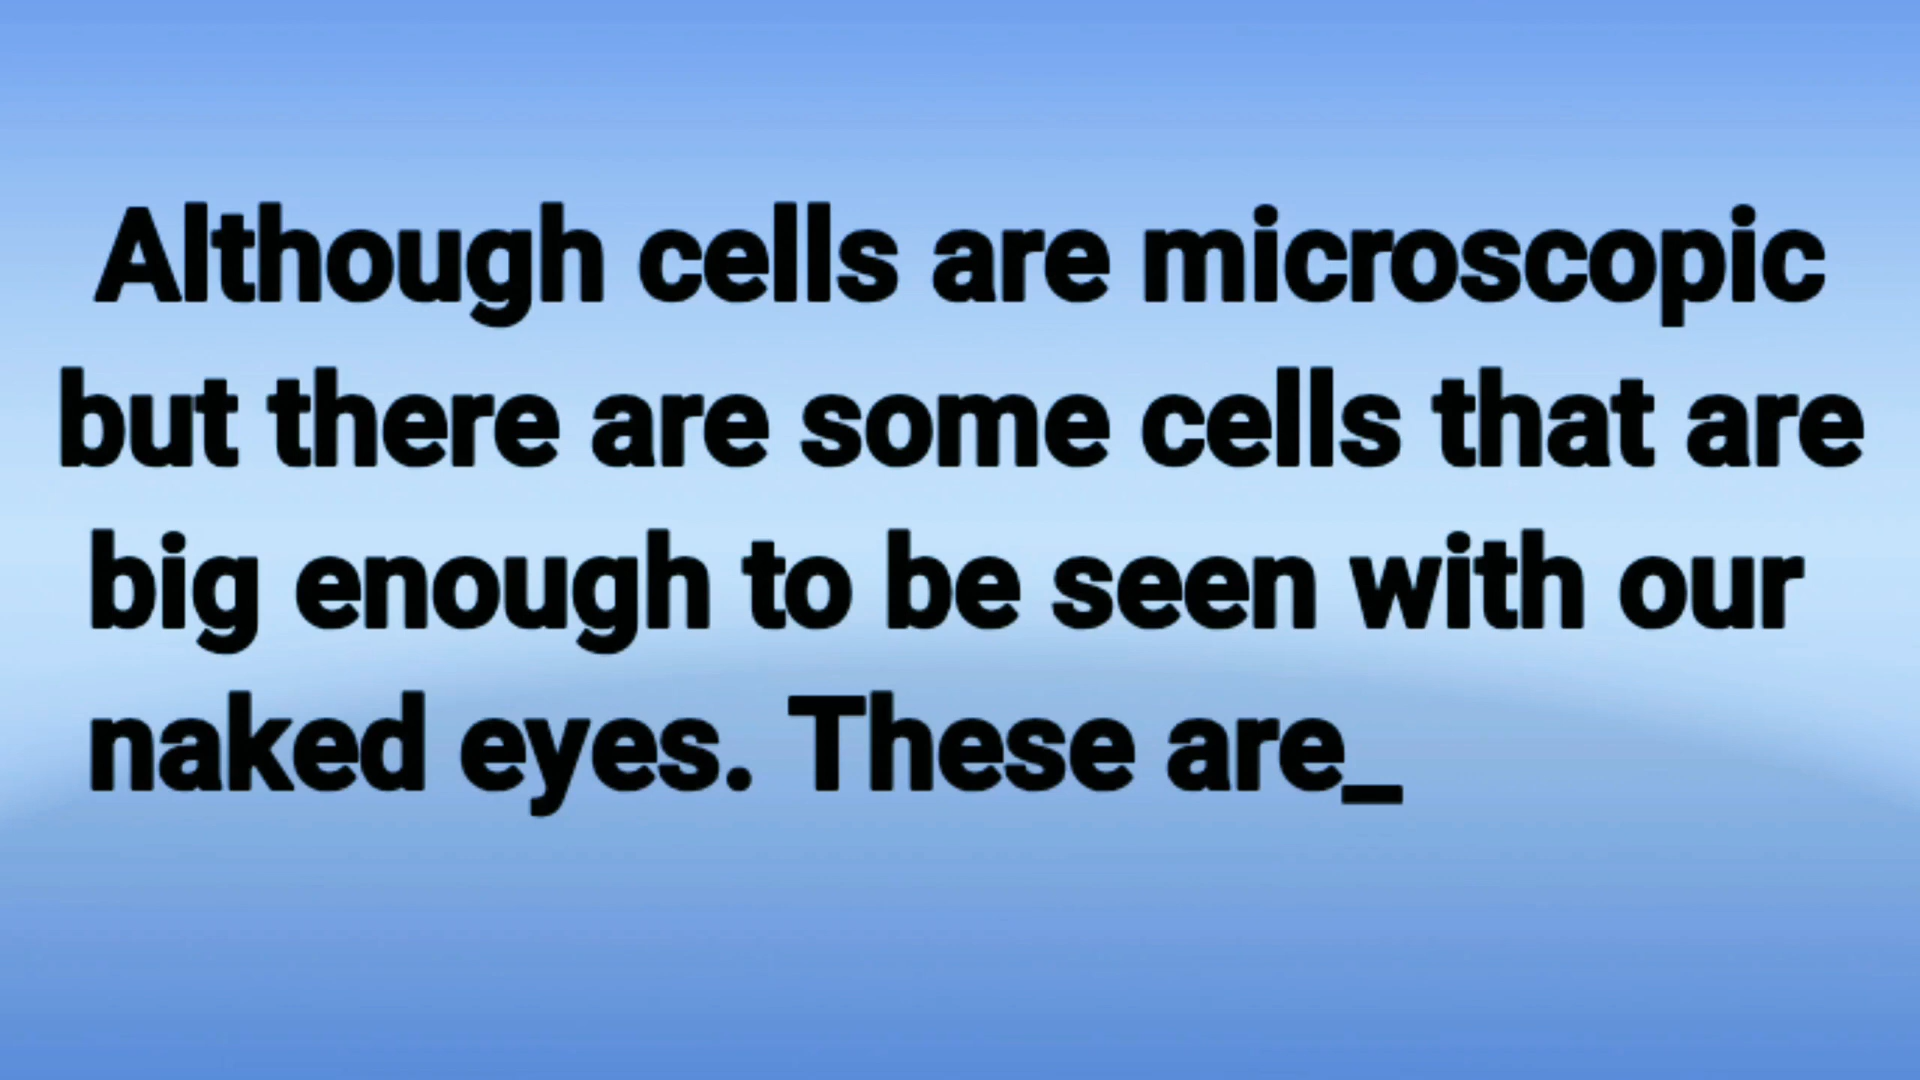 Although cells are microscopic
but there are some cells that are
big enough to be seen with our
naked eyes. These are_